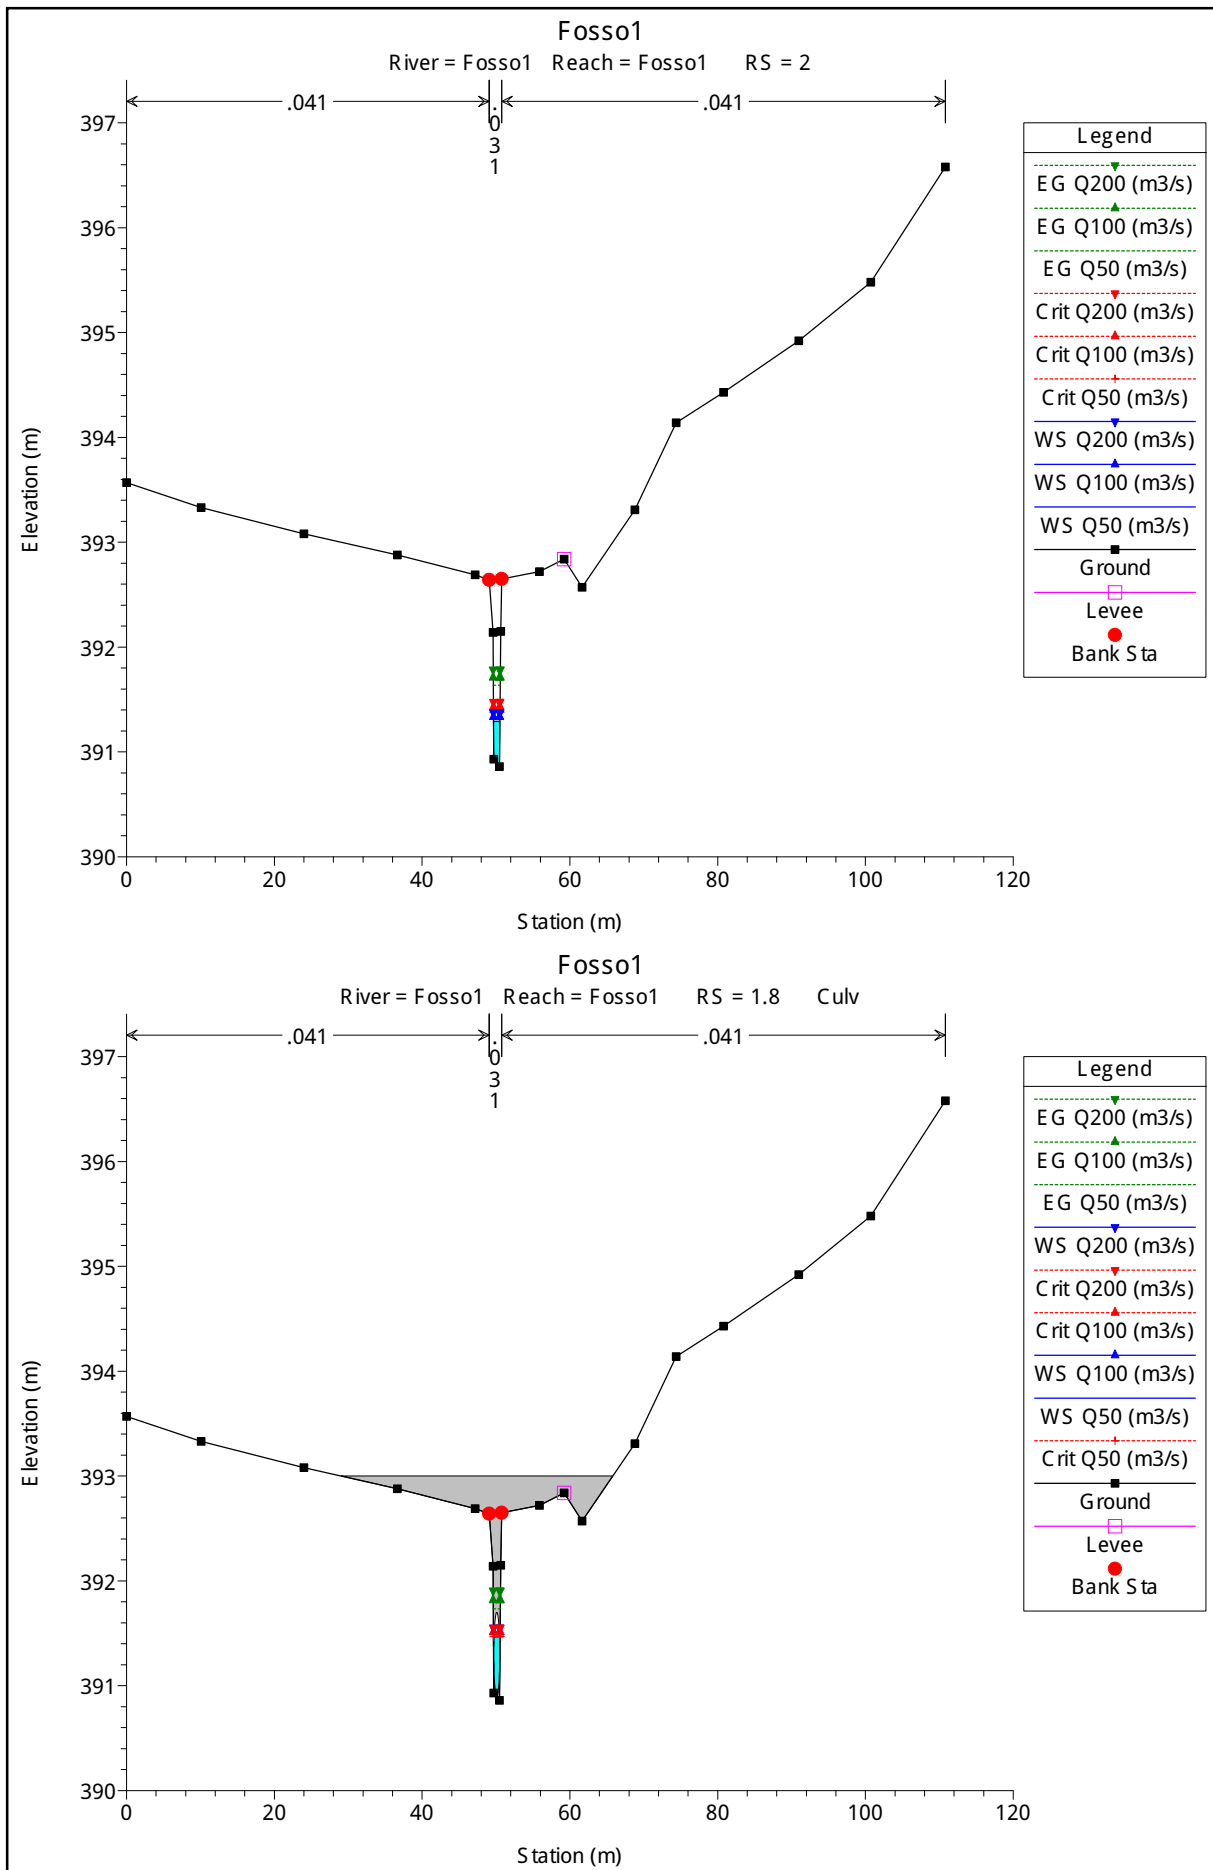 Fosso1
River = Fosso1 Reach = Fosso1 RS = 2
.041
.031
.041
397
396
395
394
393
392
391
390
Elevation (m)
0 20 40 60 80 100 120
Station (m)
Legend
EG Q200 (m3/s)
EG Q100 (m3/s)
EG Q50 (m3/s)
Crit Q200 (m3/s)
Crit Q100 (m3/s)
Crit Q50 (m3/s)
WS Q200 (m3/s)
WS Q100 (m3/s)
WS Q50 (m3/s)
Ground
Levee
Bank Sta
Fosso1
River = Fosso1 Reach = Fosso1 RS = 1.8 Culv
.041
.031
.041
397
396
395
394
393
392
391
390
Elevation (m)
0 20 40 60 80 100 120
Station (m)
Legend
EG Q200 (m3/s)
EG Q100 (m3/s)
EG Q50 (m3/s)
WS Q200 (m3/s)
Crit Q200 (m3/s)
Crit Q100 (m3/s)
WS Q100 (m3/s)
WS Q50 (m3/s)
Crit Q50 (m3/s)
Ground
Levee
Bank Sta